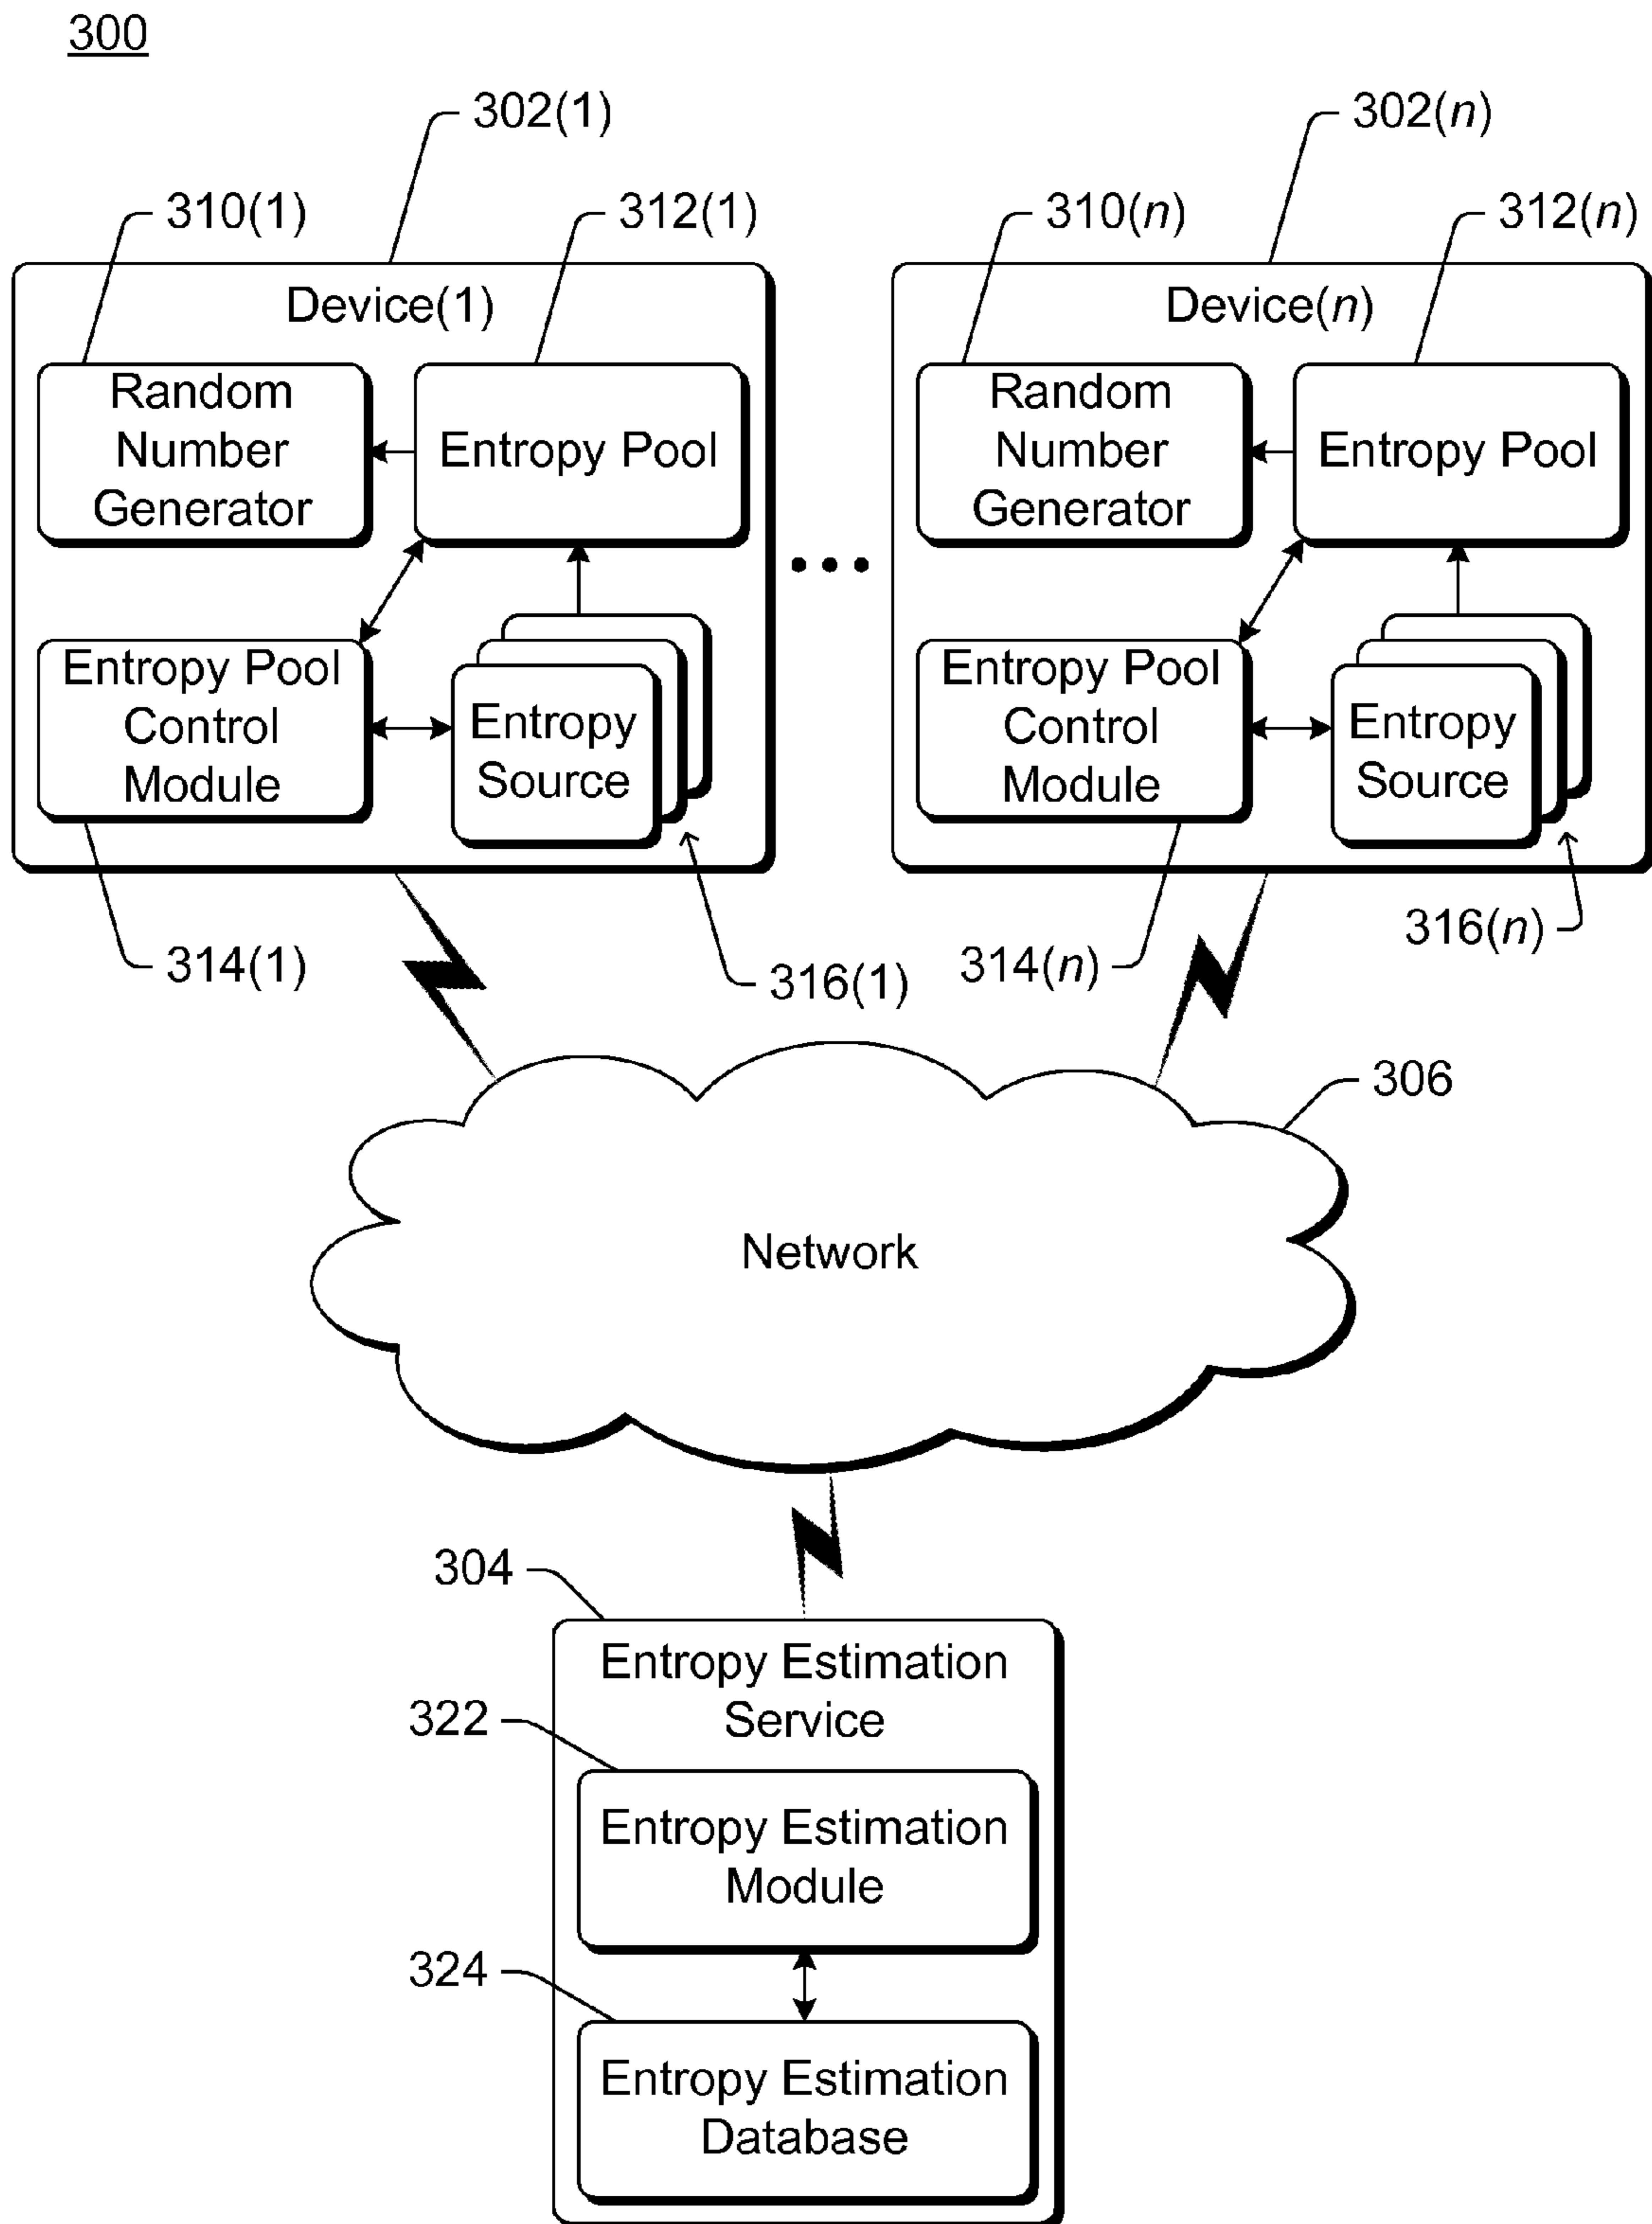 300
302(1)
302(n)
310(1)
312(1)
310(n)
312(n)
Device(1)
Device(n)
Random
Number
Generator
Entropy Pool
Random
Number
Generator
Entropy Pool
Entropy Pool
Control
Module
Entropy
Source
Entropy Pool
Control
Module
Entropy
Source
314(1)
316(1)
314(n)
316(n)
306
Network
304
Entropy Estimation
Service
322
Entropy Estimation
Module
324
Entropy Estimation
Database